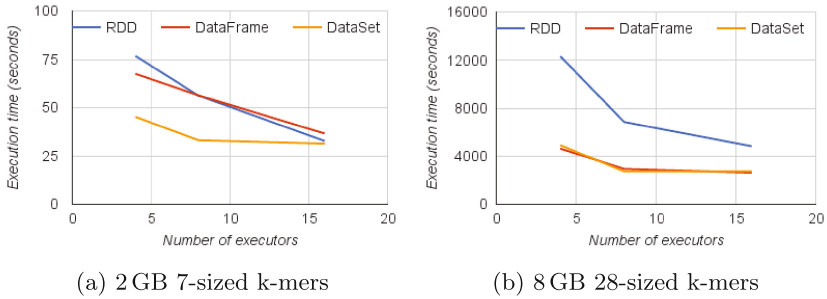 100
75
50
25
0
Execution time (seconds)
RDD DataFrame DataSet
0 5 10 15 20
Number of executors
(a) 2 GB 7-sized k-mers
16000
12000
8000
4000
0
Execution time (seconds)
RDD DataFrame DataSet
0 5 10 15 20
Number of executors
(b) 8 GB 28-sized k-mers